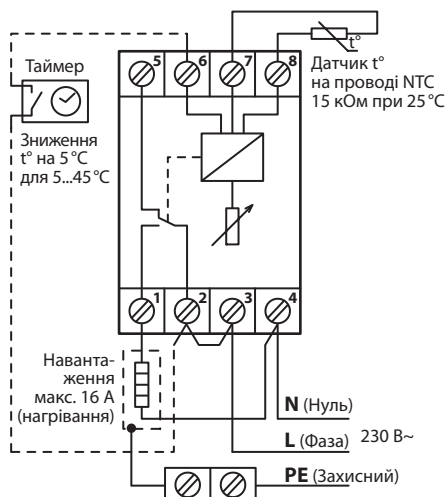 5
6
7
8
Таймер
Зниження
t° на 5 °C
для 5...45 °C
t°
Датчик t°
на проводі NTC
15 кОм при 25 °C
1
2
3
4
Наванта-
ження
макс. 16 А
(нагрівання)
N (Нуль)
L (Фаза) 230 В~
PE (Захисний)